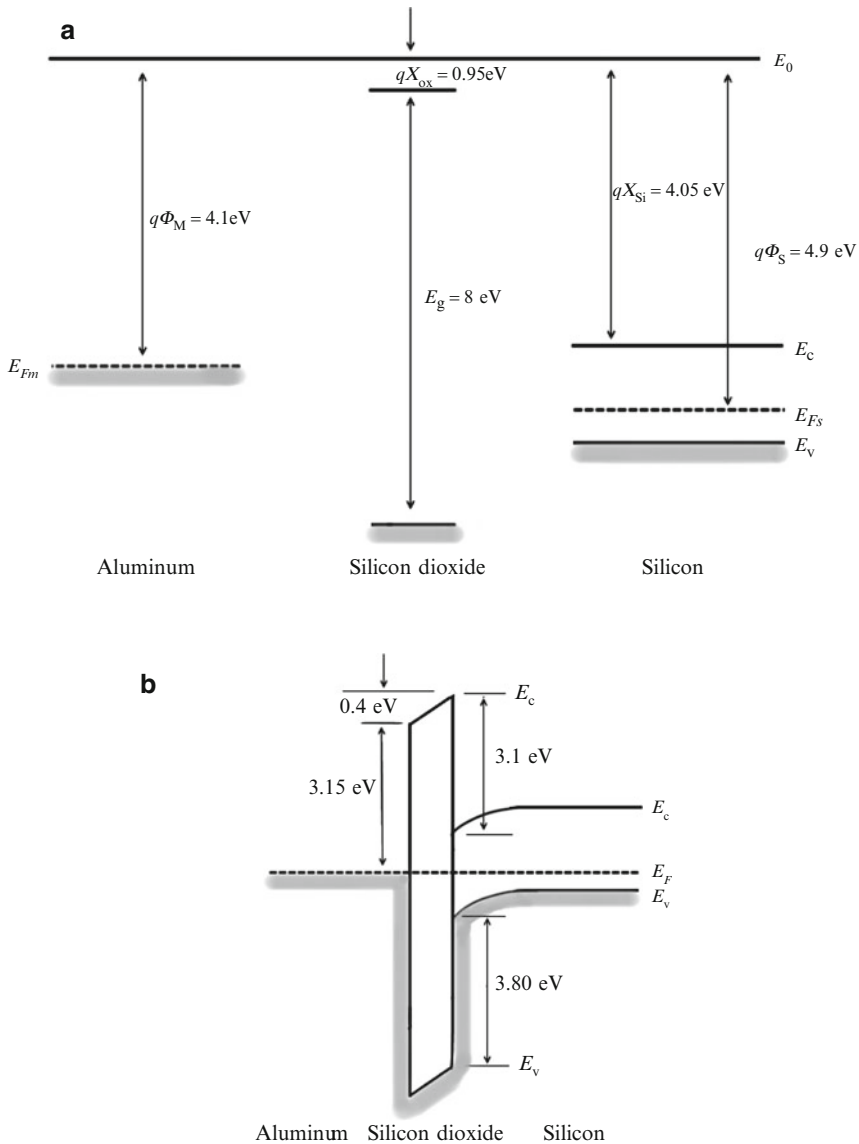 a
E₀
qX_ox = 0.95eV
qΦ_M = 4.1eV
qX_Si = 4.05 eV
qΦ_S = 4.9 eV
E_g = 8 eV
E_c
E_Fm
E_Fs
E_v
Aluminum Silicon dioxide Silicon
b
E_c
0.4 eV
3.1 eV
3.15 eV
E_c
E_F
E_v
3.80 eV
E_v
Aluminum Silicon dioxide Silicon